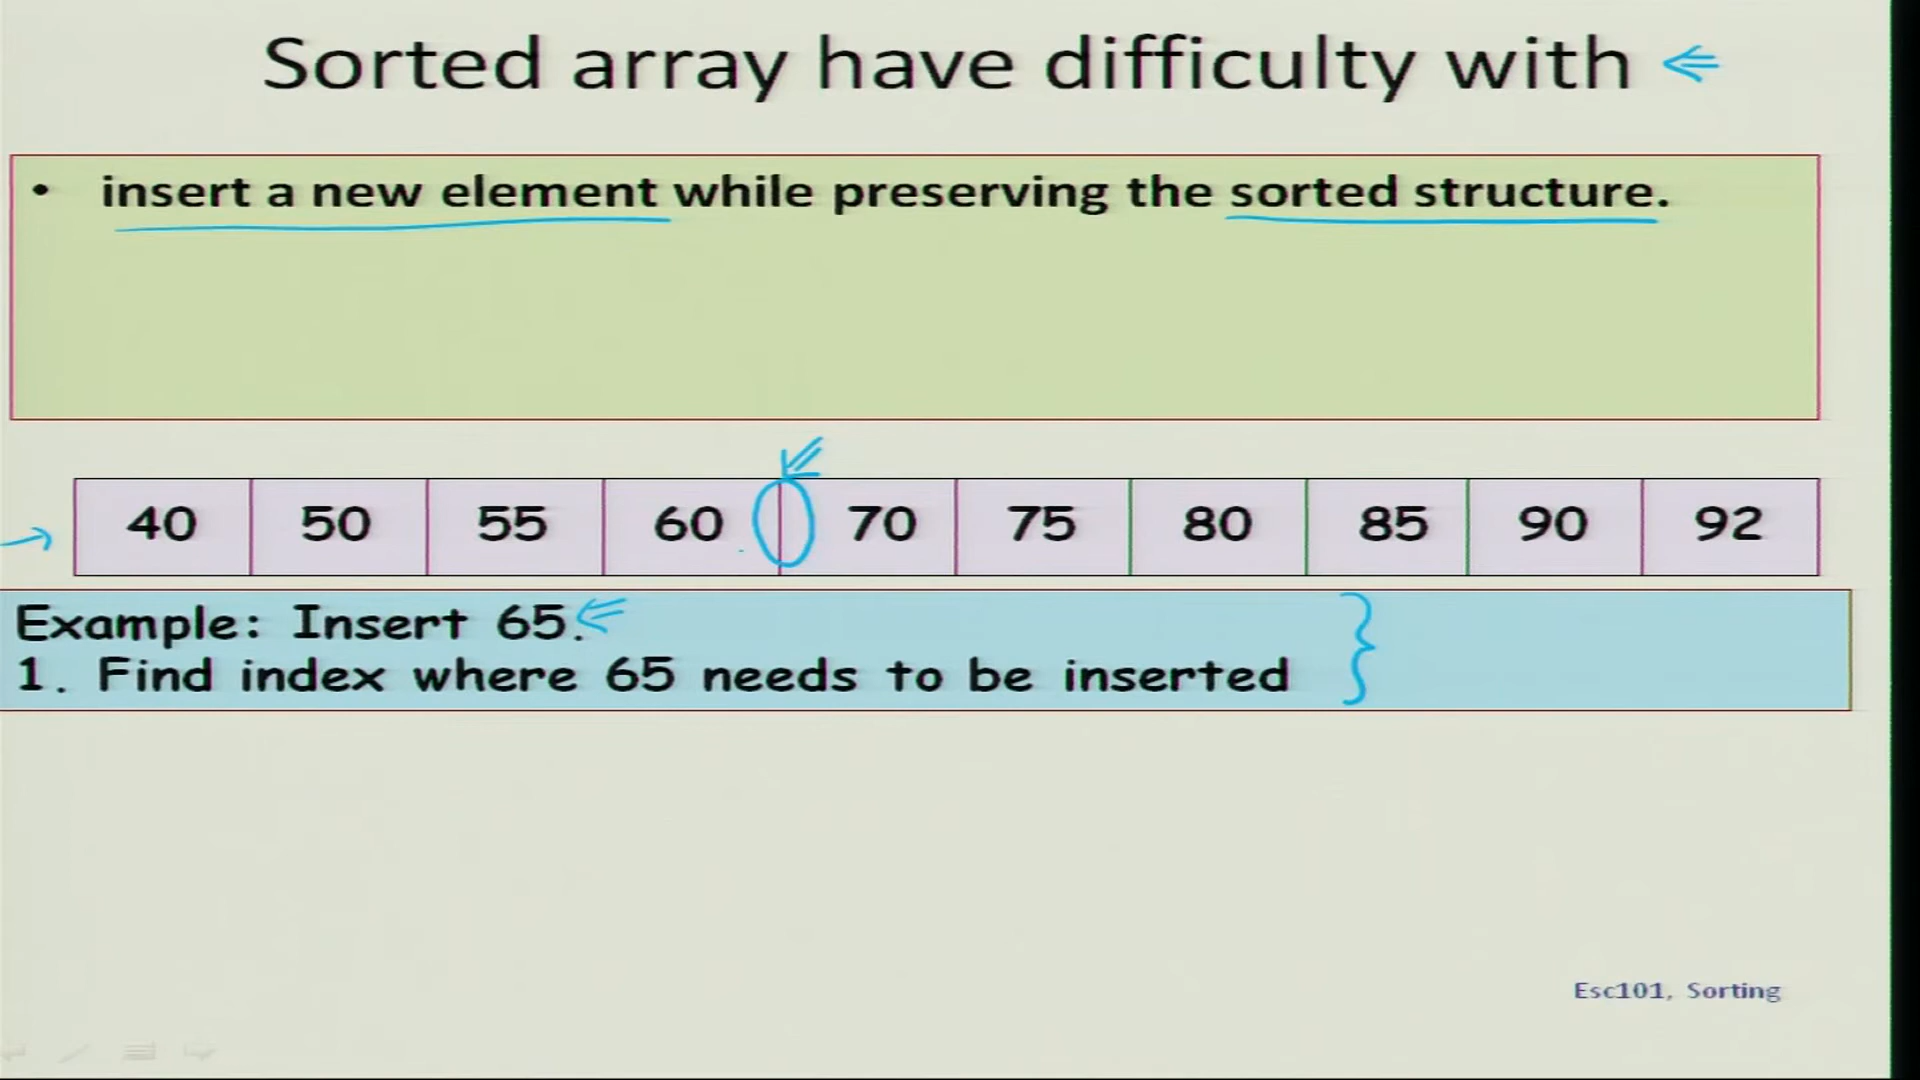 Sorted array have difficulty with
• insert a new element while preserving the sorted structure.
40 50 55 60 70 75 80 85 90 92
Example: Insert 65.
1. Find index where 65 needs to be inserted
Esc101, Sorting